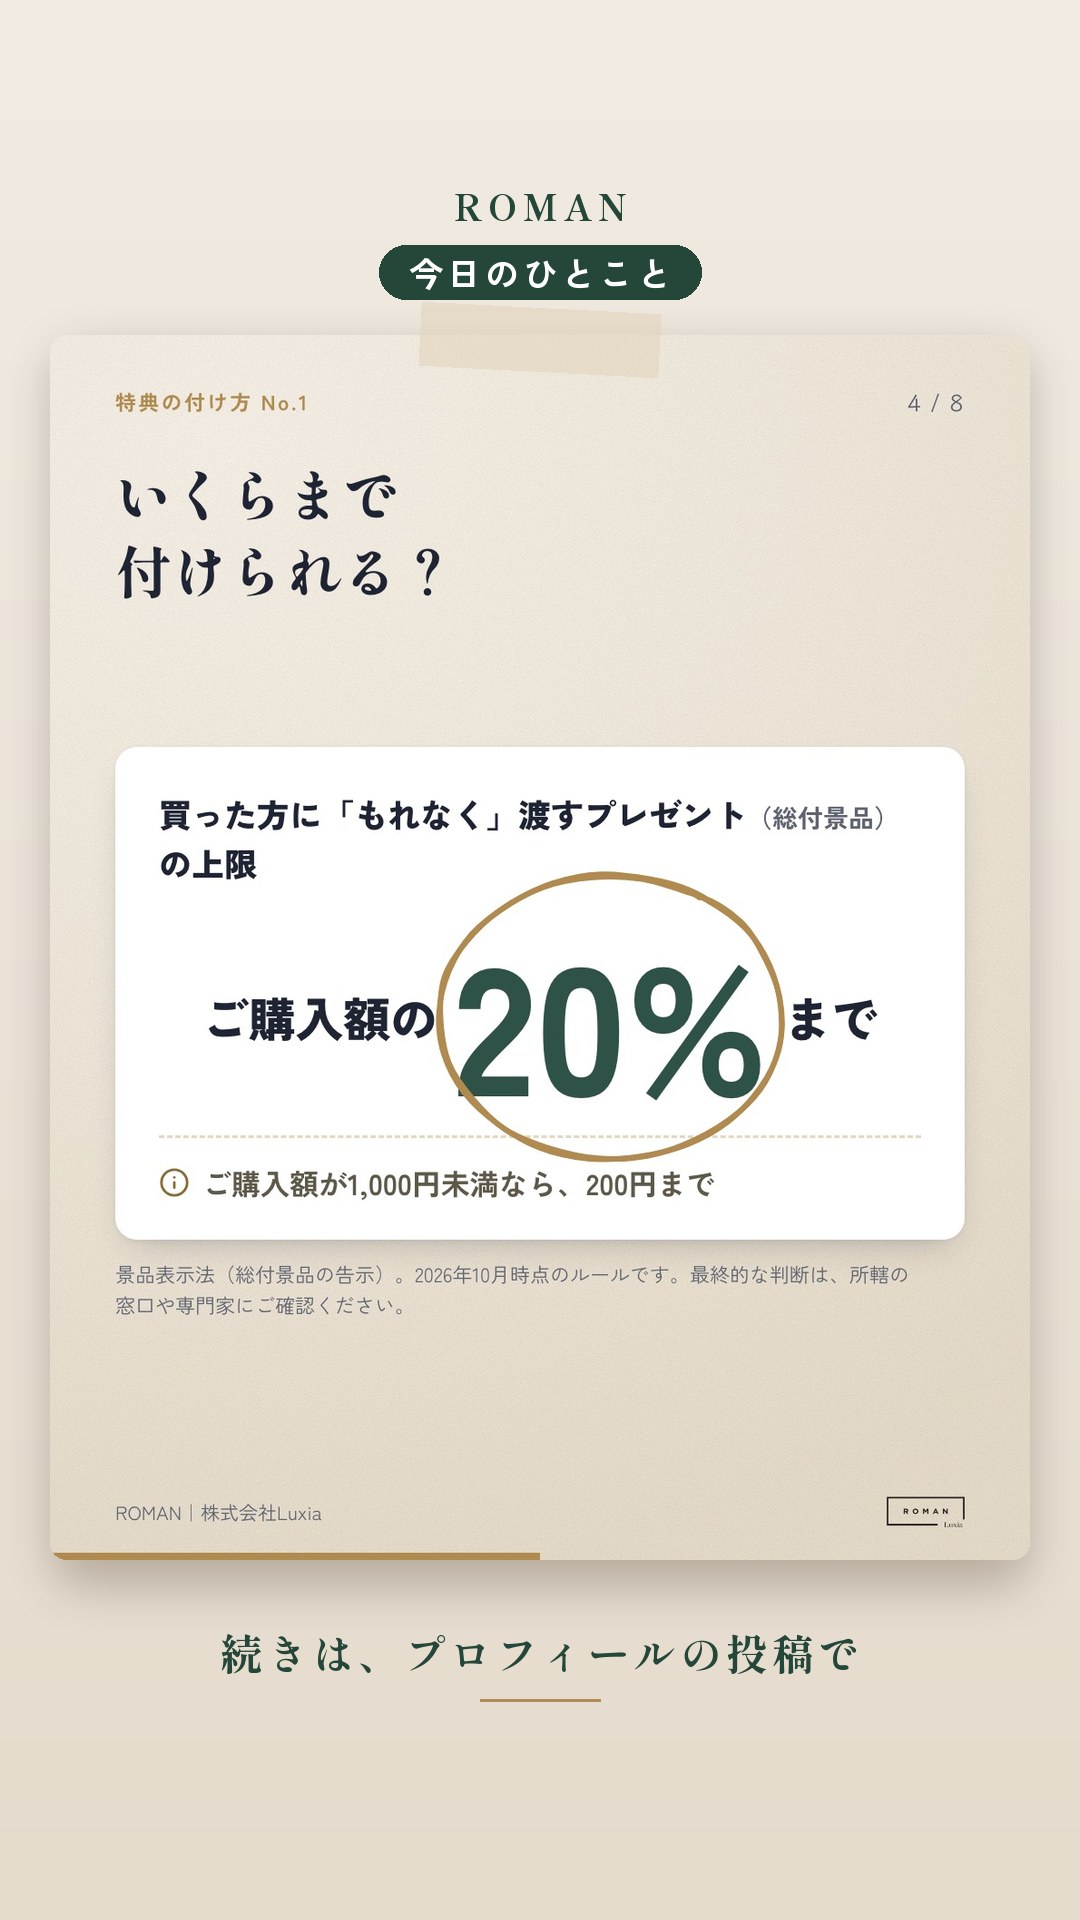 ROMAN
今日のひとこと
特典の付け方 No.1
4 / 8
いくらまで
付けられる？
買った方に「もれなく」渡すプレゼント（総付景品）
の上限
ご購入額の20%まで
ご購入額が1,000円未満なら、200円まで
景品表示法（総付景品の告示）。2026年10月時点のルールです。最終的な判断は、所轄の
窓口や専門家にご確認ください。
ROMAN｜株式会社Luxia
ROMAN
Luxia
続きは、プロフィールの投稿で